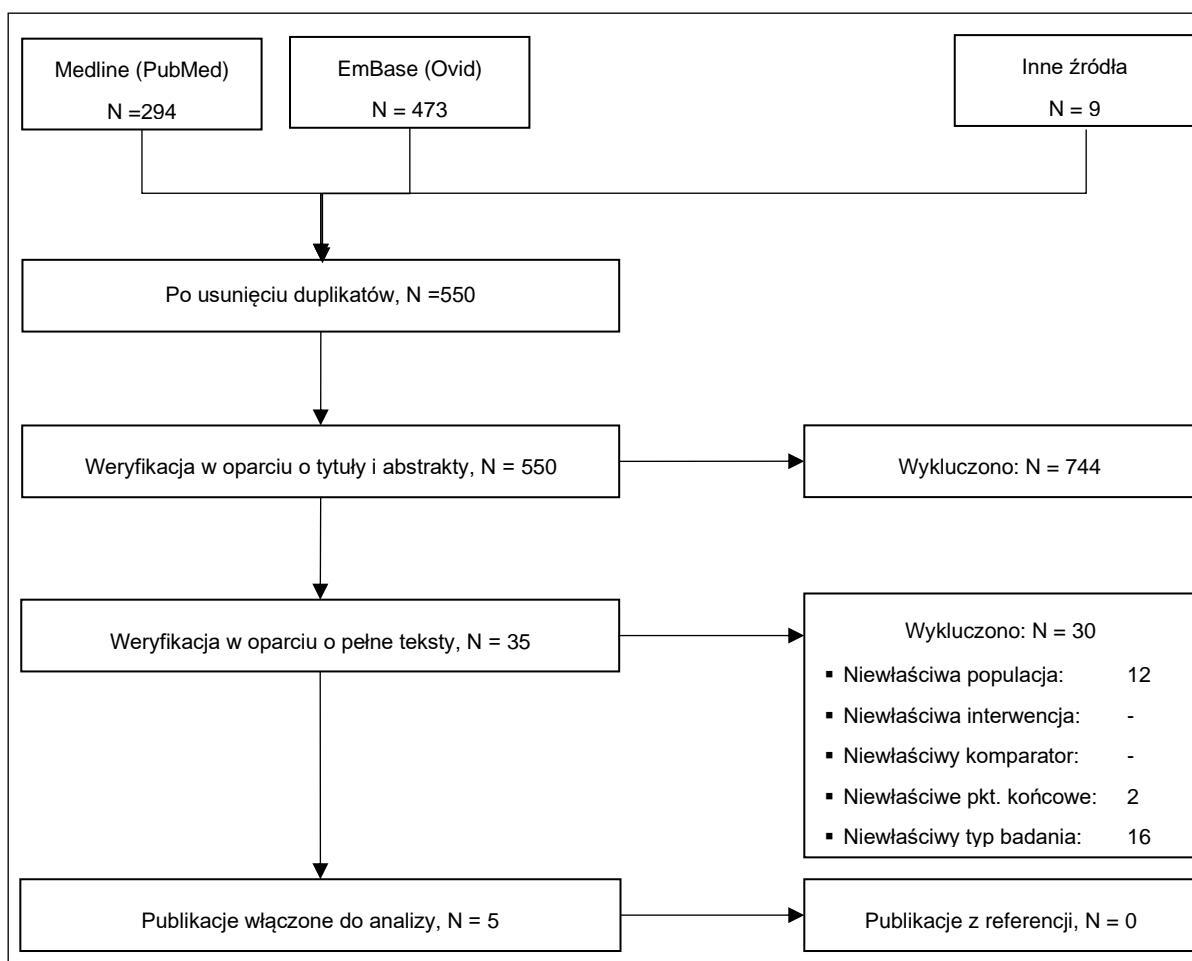 Medline (PubMed)
N =294
EmBase (Ovid)
N = 473
Inne źródła
N = 9
Po usunięciu duplikatów, N =550
Weryfikacja w oparciu o tytuły i abstrakty, N = 550
Wykluczono: N = 744
Weryfikacja w oparciu o pełne teksty, N = 35
Wykluczono: N = 30
▪ Niewłaściwa populacja: 12
▪ Niewłaściwa interwencja: -
▪ Niewłaściwy komparator: -
▪ Niewłaściwe pkt. końcowe: 2
▪ Niewłaściwy typ badania: 16
Publikacje włączone do analizy, N = 5
Publikacje z referencji, N = 0